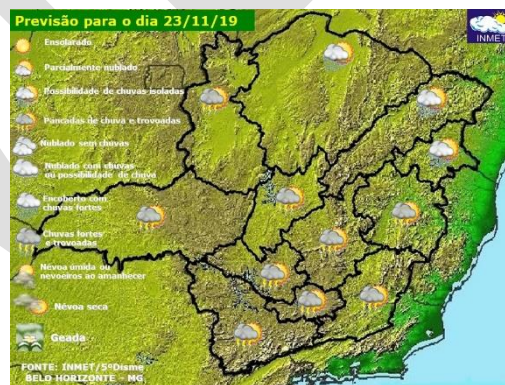 Previsão para o dia 23/11/19
INMET
Ensolarado
Parcialmente nublado
Possibilidade de chuvas isoladas
Pancadas de chuva e trovoadas
Nublado sem chuvas
Nublado com chuvas
ou possibilidade de chuva
Encoberto com
chuvas fortes
Chuvas fortes
e trovoadas
Névoa úmida ou
nevoeiros ao amanhecer
Névoa seca
Geada
FONTE: INMET/5ºDisme
BELO HORIZONTE - MG